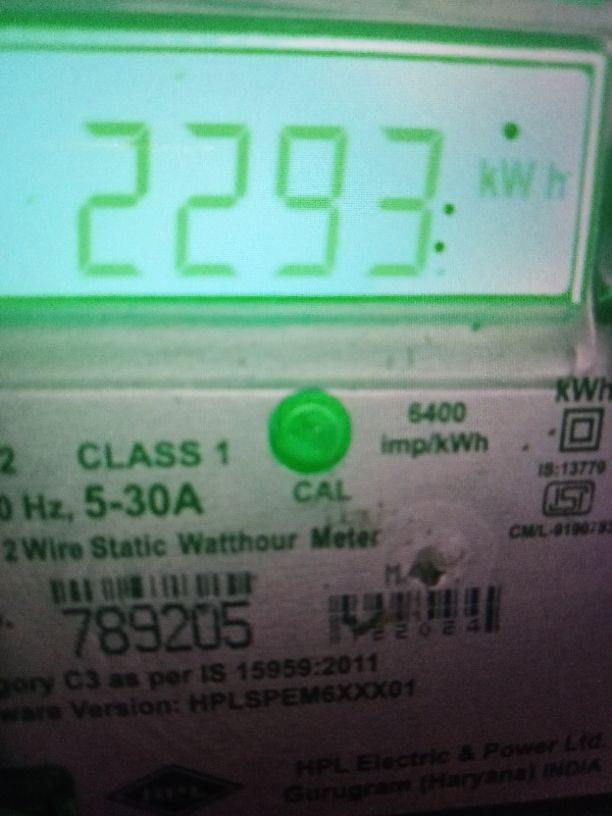 2293 kWh
kWh
6400
imp/kWh
2 CLASS 1
CAL
IS:13779
0 Hz, 5-30A
2 Wire Static Watthour Meter
789205
gory C3 as per IS 15959:2011
ware Version: HPLSPEM6XXX01
HPL Electric & Power Ltd.
Gurugram (Haryana) INDIA
HPL